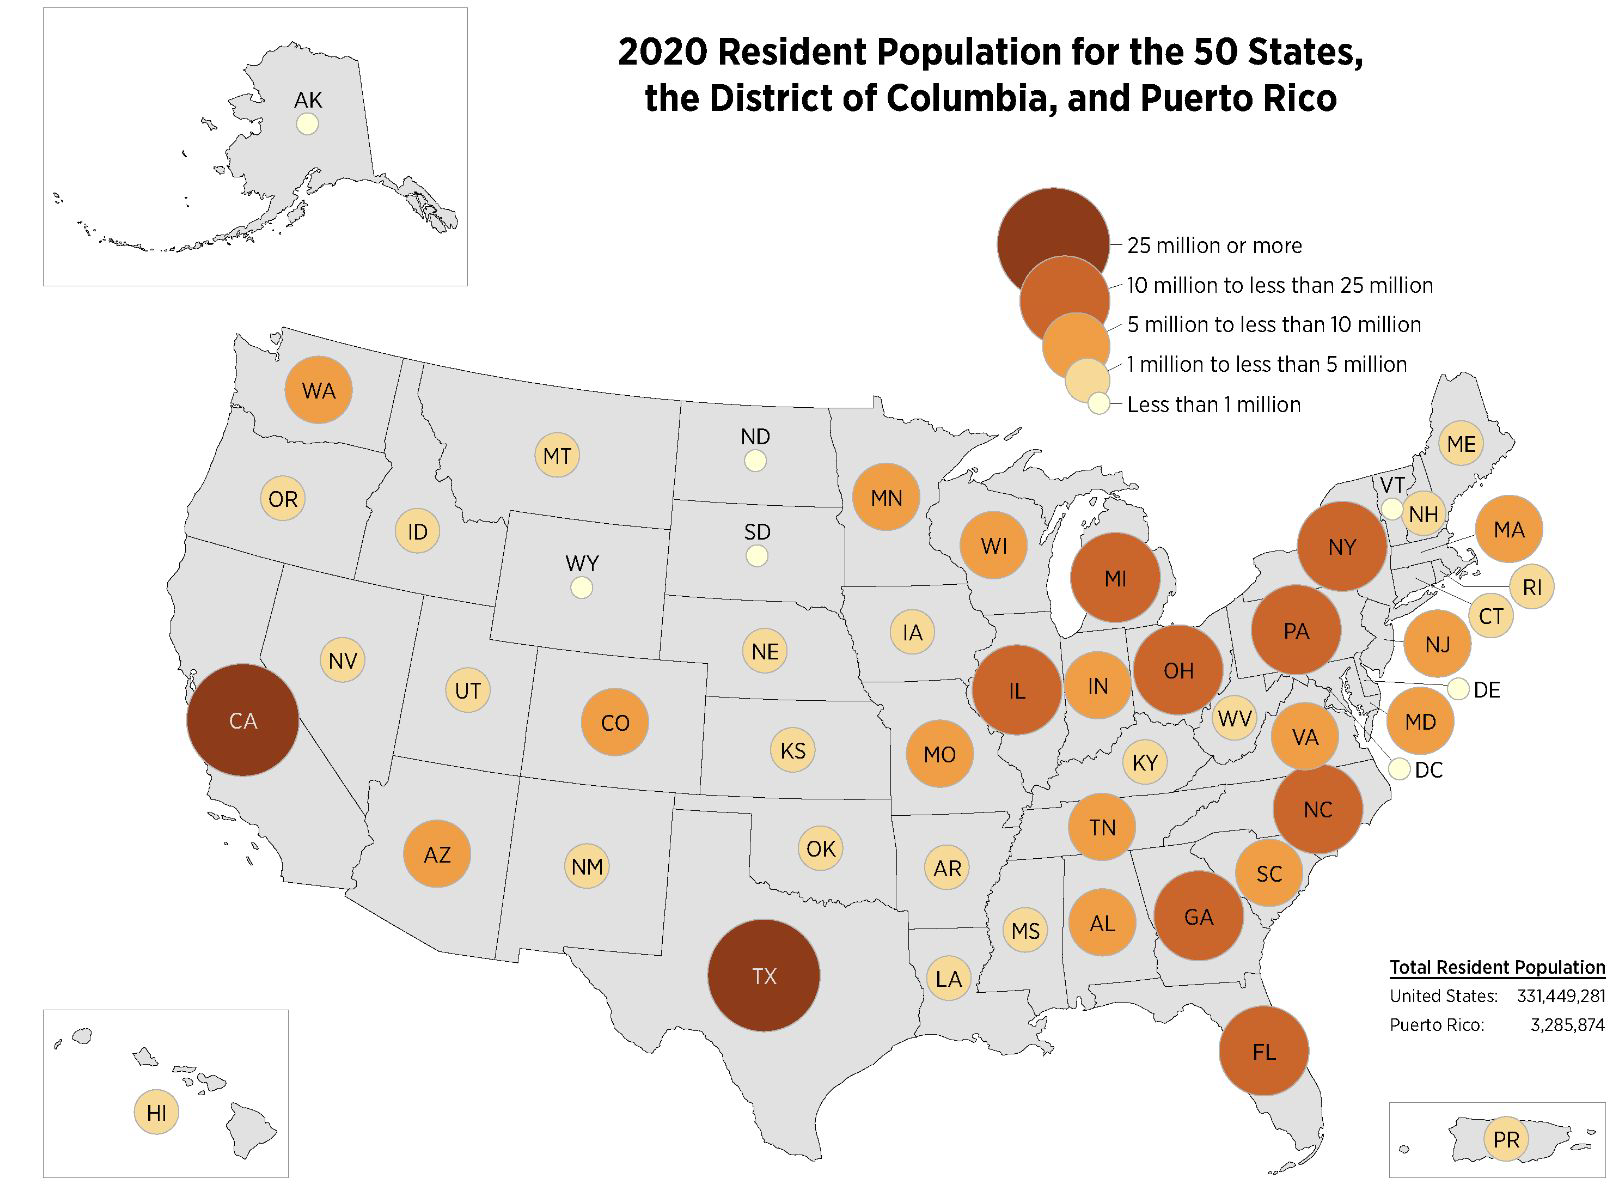 2020 Resident Population for the 50 States,
the District of Columbia, and Puerto Rico
AK
25 million or more
10 million to less than 25 million
5 million to less than 10 million
1 million to less than 5 million
Less than 1 million
WA
MT
ND
MN
OR
ID
WY
SD
WI
MI
VT
NH
ME
NY
MA
RI
CT
NV
UT
CO
NE
IA
IL
IN
OH
PA
NJ
DE
MD
DC
CA
KS
MO
KY
WV
VA
NC
AZ
NM
OK
AR
TN
SC
TX
LA
MS
AL
GA
FL
Total Resident Population
United States: 331,449,281
Puerto Rico: 3,285,874
HI
PR